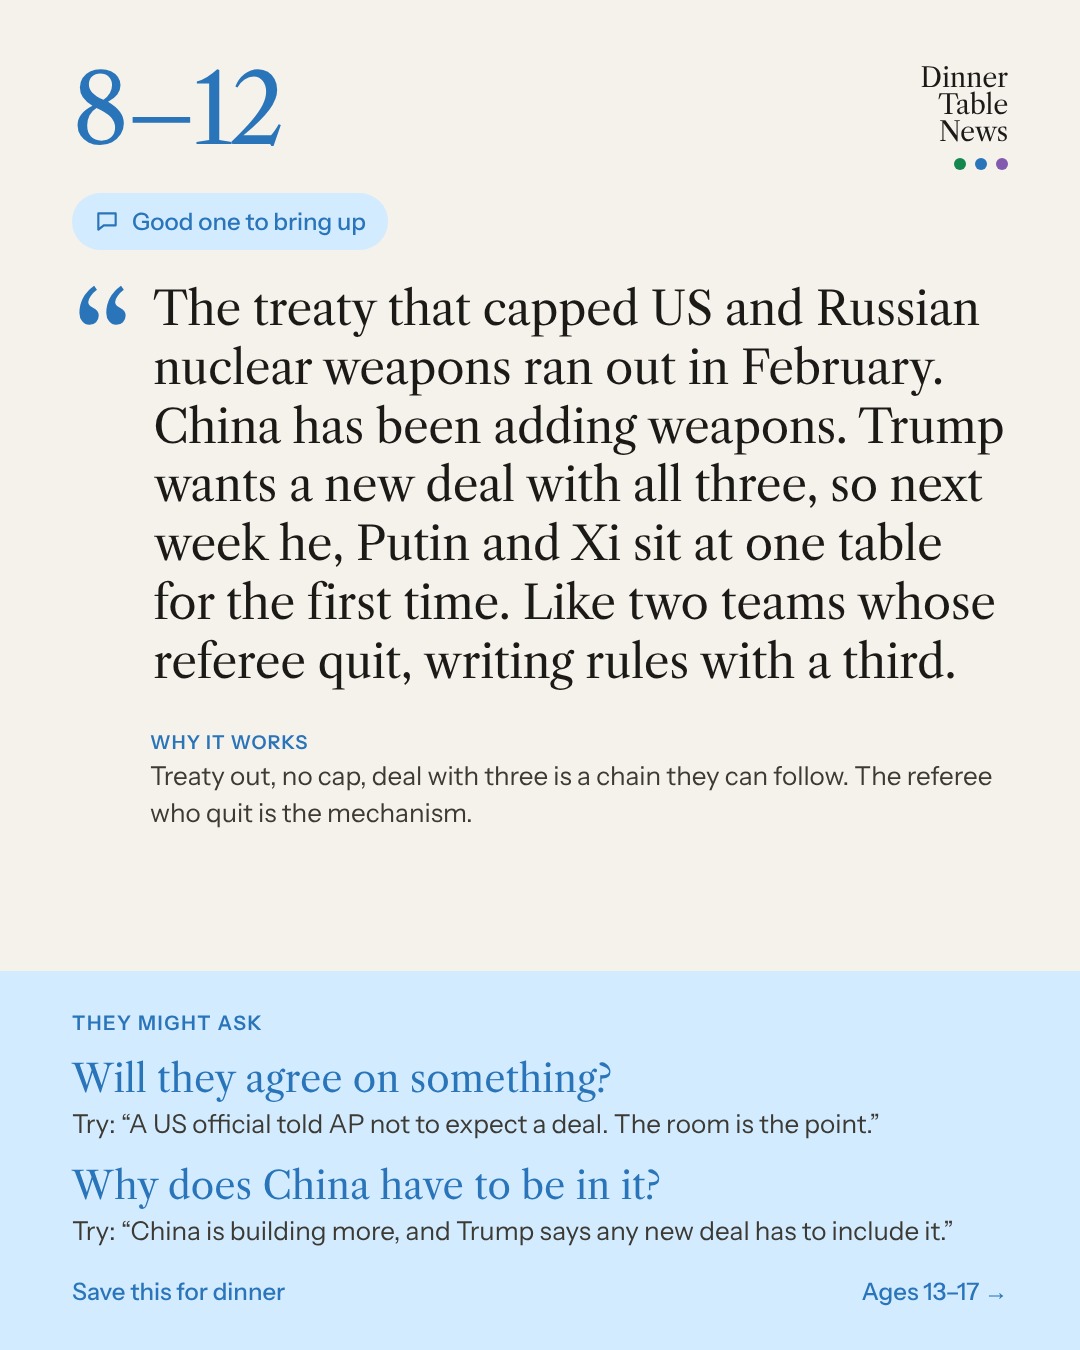 8–12
Dinner
Table
News
Good one to bring up
“ The treaty that capped US and Russian
nuclear weapons ran out in February.
China has been adding weapons. Trump
wants a new deal with all three, so next
week he, Putin and Xi sit at one table
for the first time. Like two teams whose
referee quit, writing rules with a third.
WHY IT WORKS
Treaty out, no cap, deal with three is a chain they can follow. The referee
who quit is the mechanism.
THEY MIGHT ASK
Will they agree on something?
Try: “A US official told AP not to expect a deal. The room is the point.”
Why does China have to be in it?
Try: “China is building more, and Trump says any new deal has to include it.”
Save this for dinner
Ages 13–17 →